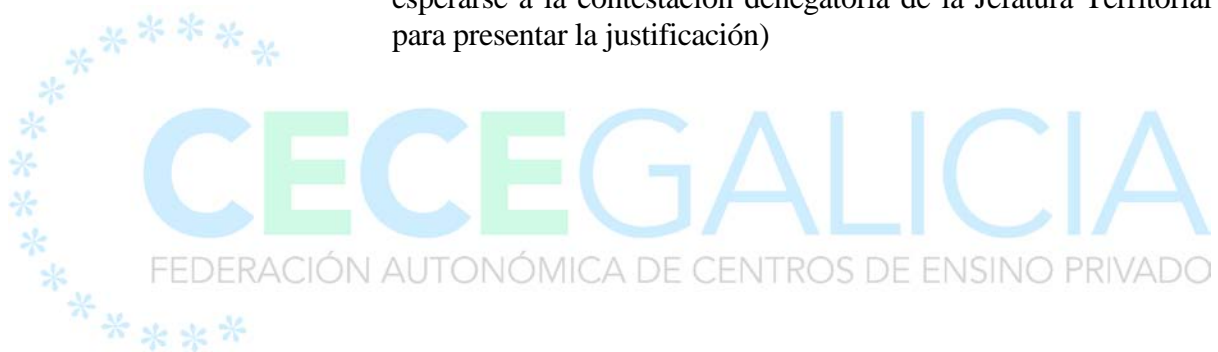 esperarse a la contestación denegatoria de la Jefatura Territorial
para presentar la justificación)
CECEGALICIA
FEDERACIÓN AUTONÓMICA DE CENTROS DE ENSINO PRIVADO